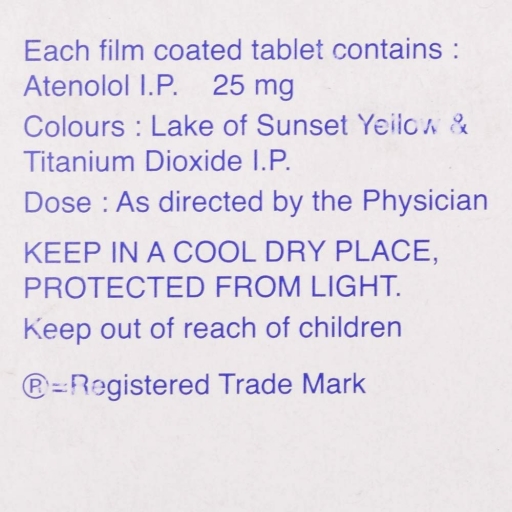 Each film coated tablet contains :
Atenolol I.P. 25 mg
Colours : Lake of Sunset Yellow &
Titanium Dioxide I.P.
Dose : As directed by the Physician
KEEP IN A COOL DRY PLACE,
PROTECTED FROM LIGHT.
Keep out of reach of children
®=Registered Trade Mark